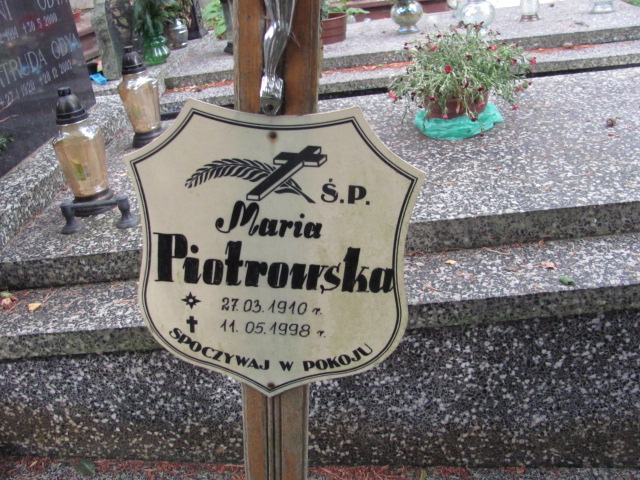 Ś.P.
Maria
Piotrowska
27.03.1910 r.
11.05.1998 r.
SPOCZYWAJ W POKOJU